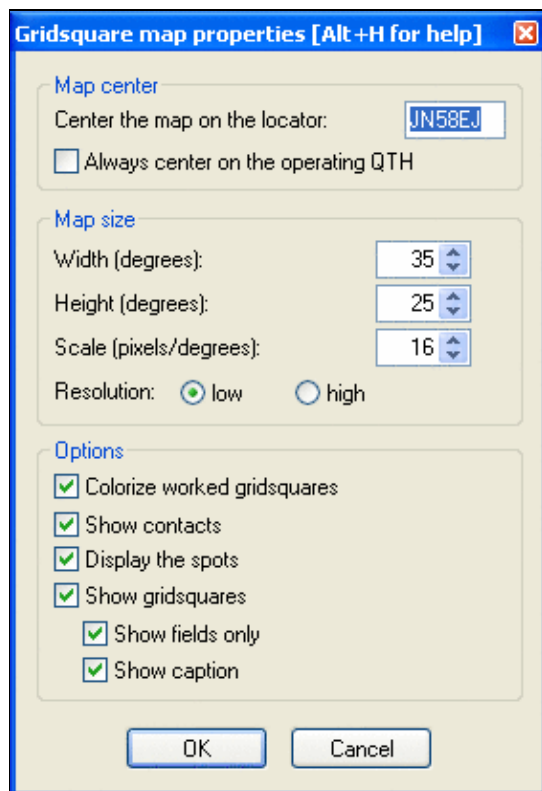 Gridsquare map properties [Alt+H for help]
Map center
Center the map on the locator: JN58EJ
Always center on the operating QTH
Map size
Width (degrees): 35
Height (degrees): 25
Scale (pixels/degrees): 16
Resolution: low high
Options
Colorize worked gridsquares
Show contacts
Display the spots
Show gridsquares
Show fields only
Show caption
OK Cancel